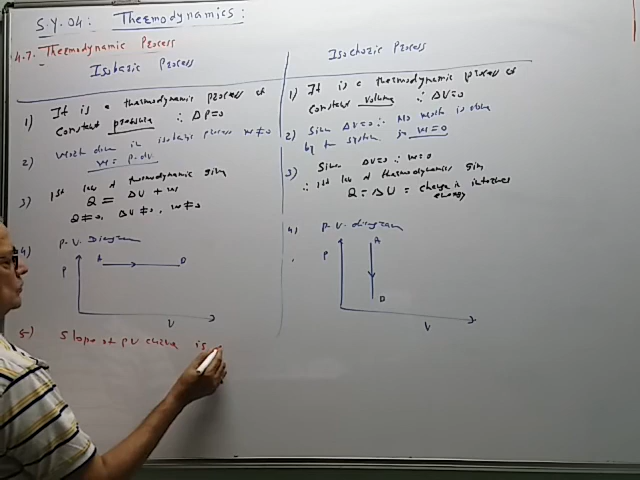 S.Y.04: Thermodynamics:
4.7. Thermodynamic Process
Isobaric Process
1) It is a thermodynamic process at
constant pressure ∴ ΔP=0
2) work done in isobaric process w≠0
w = P.dv
3) 1st law of thermodynamic
Q = ΔU + w
Q≠0, ΔU≠0, w≠0
4) P.V. Diagram
P
A
B
V
5) Slope of PV curve is
Isochoric Process
1) It is a thermodynamic process at
constant volume ∴ ΔV=0
2) Since ΔV=0 ∴ No work is done
by the system w=0
3) Since ΔV=0 ∴ w=0
∴ 1st law of thermodynamics
Q = ΔU = change in internal
energy
4) P.V. diagram
P
A
B
V